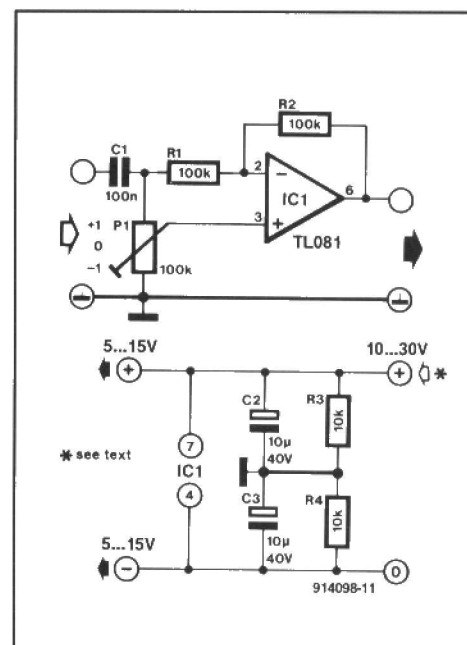 R2
100k
C1
100n
R1
100k
2
−
IC1
6
3
+
TL081
+1
0
−1
P1
100k
5...15V
10...30V
+
+
*
C2
10µ
40V
R3
10k
7
IC1
4
* see text
C3
10µ
40V
R4
10k
5...15V
−
0
914098-11